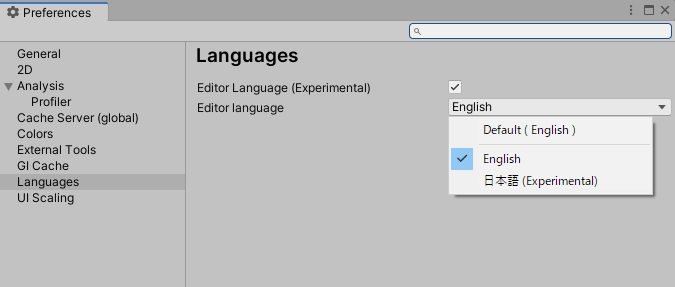 Preferences
General
2D
Analysis
Profiler
Cache Server (global)
Colors
External Tools
GI Cache
Languages
UI Scaling
Languages
Editor Language (Experimental)
Editor language
English
Default ( English )
English
日本語 (Experimental)